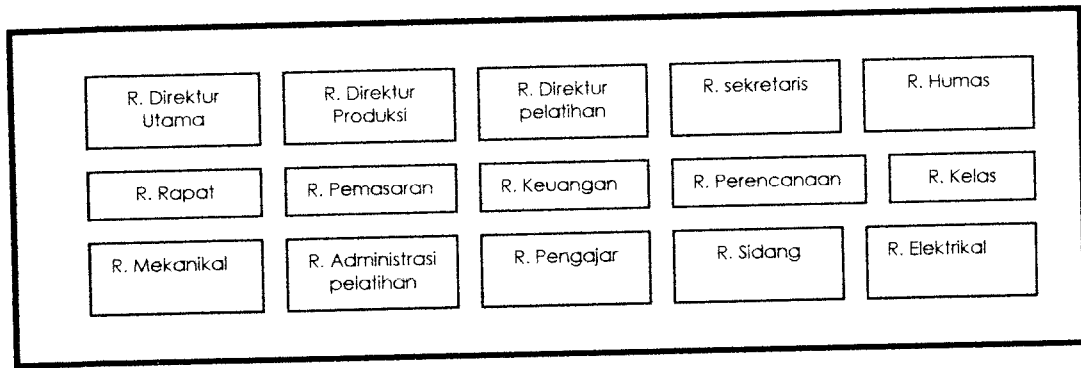 R. Direktur
Utama
R. Direktur
Produksi
R. Direktur
pelatihan
R. sekretaris
R. Humas
R. Rapat
R. Pemasaran
R. Keuangan
R. Perencanaan
R. Kelas
R. Mekanikal
R. Administrasi
pelatihan
R. Pengajar
R. Sidang
R. Elektrikal